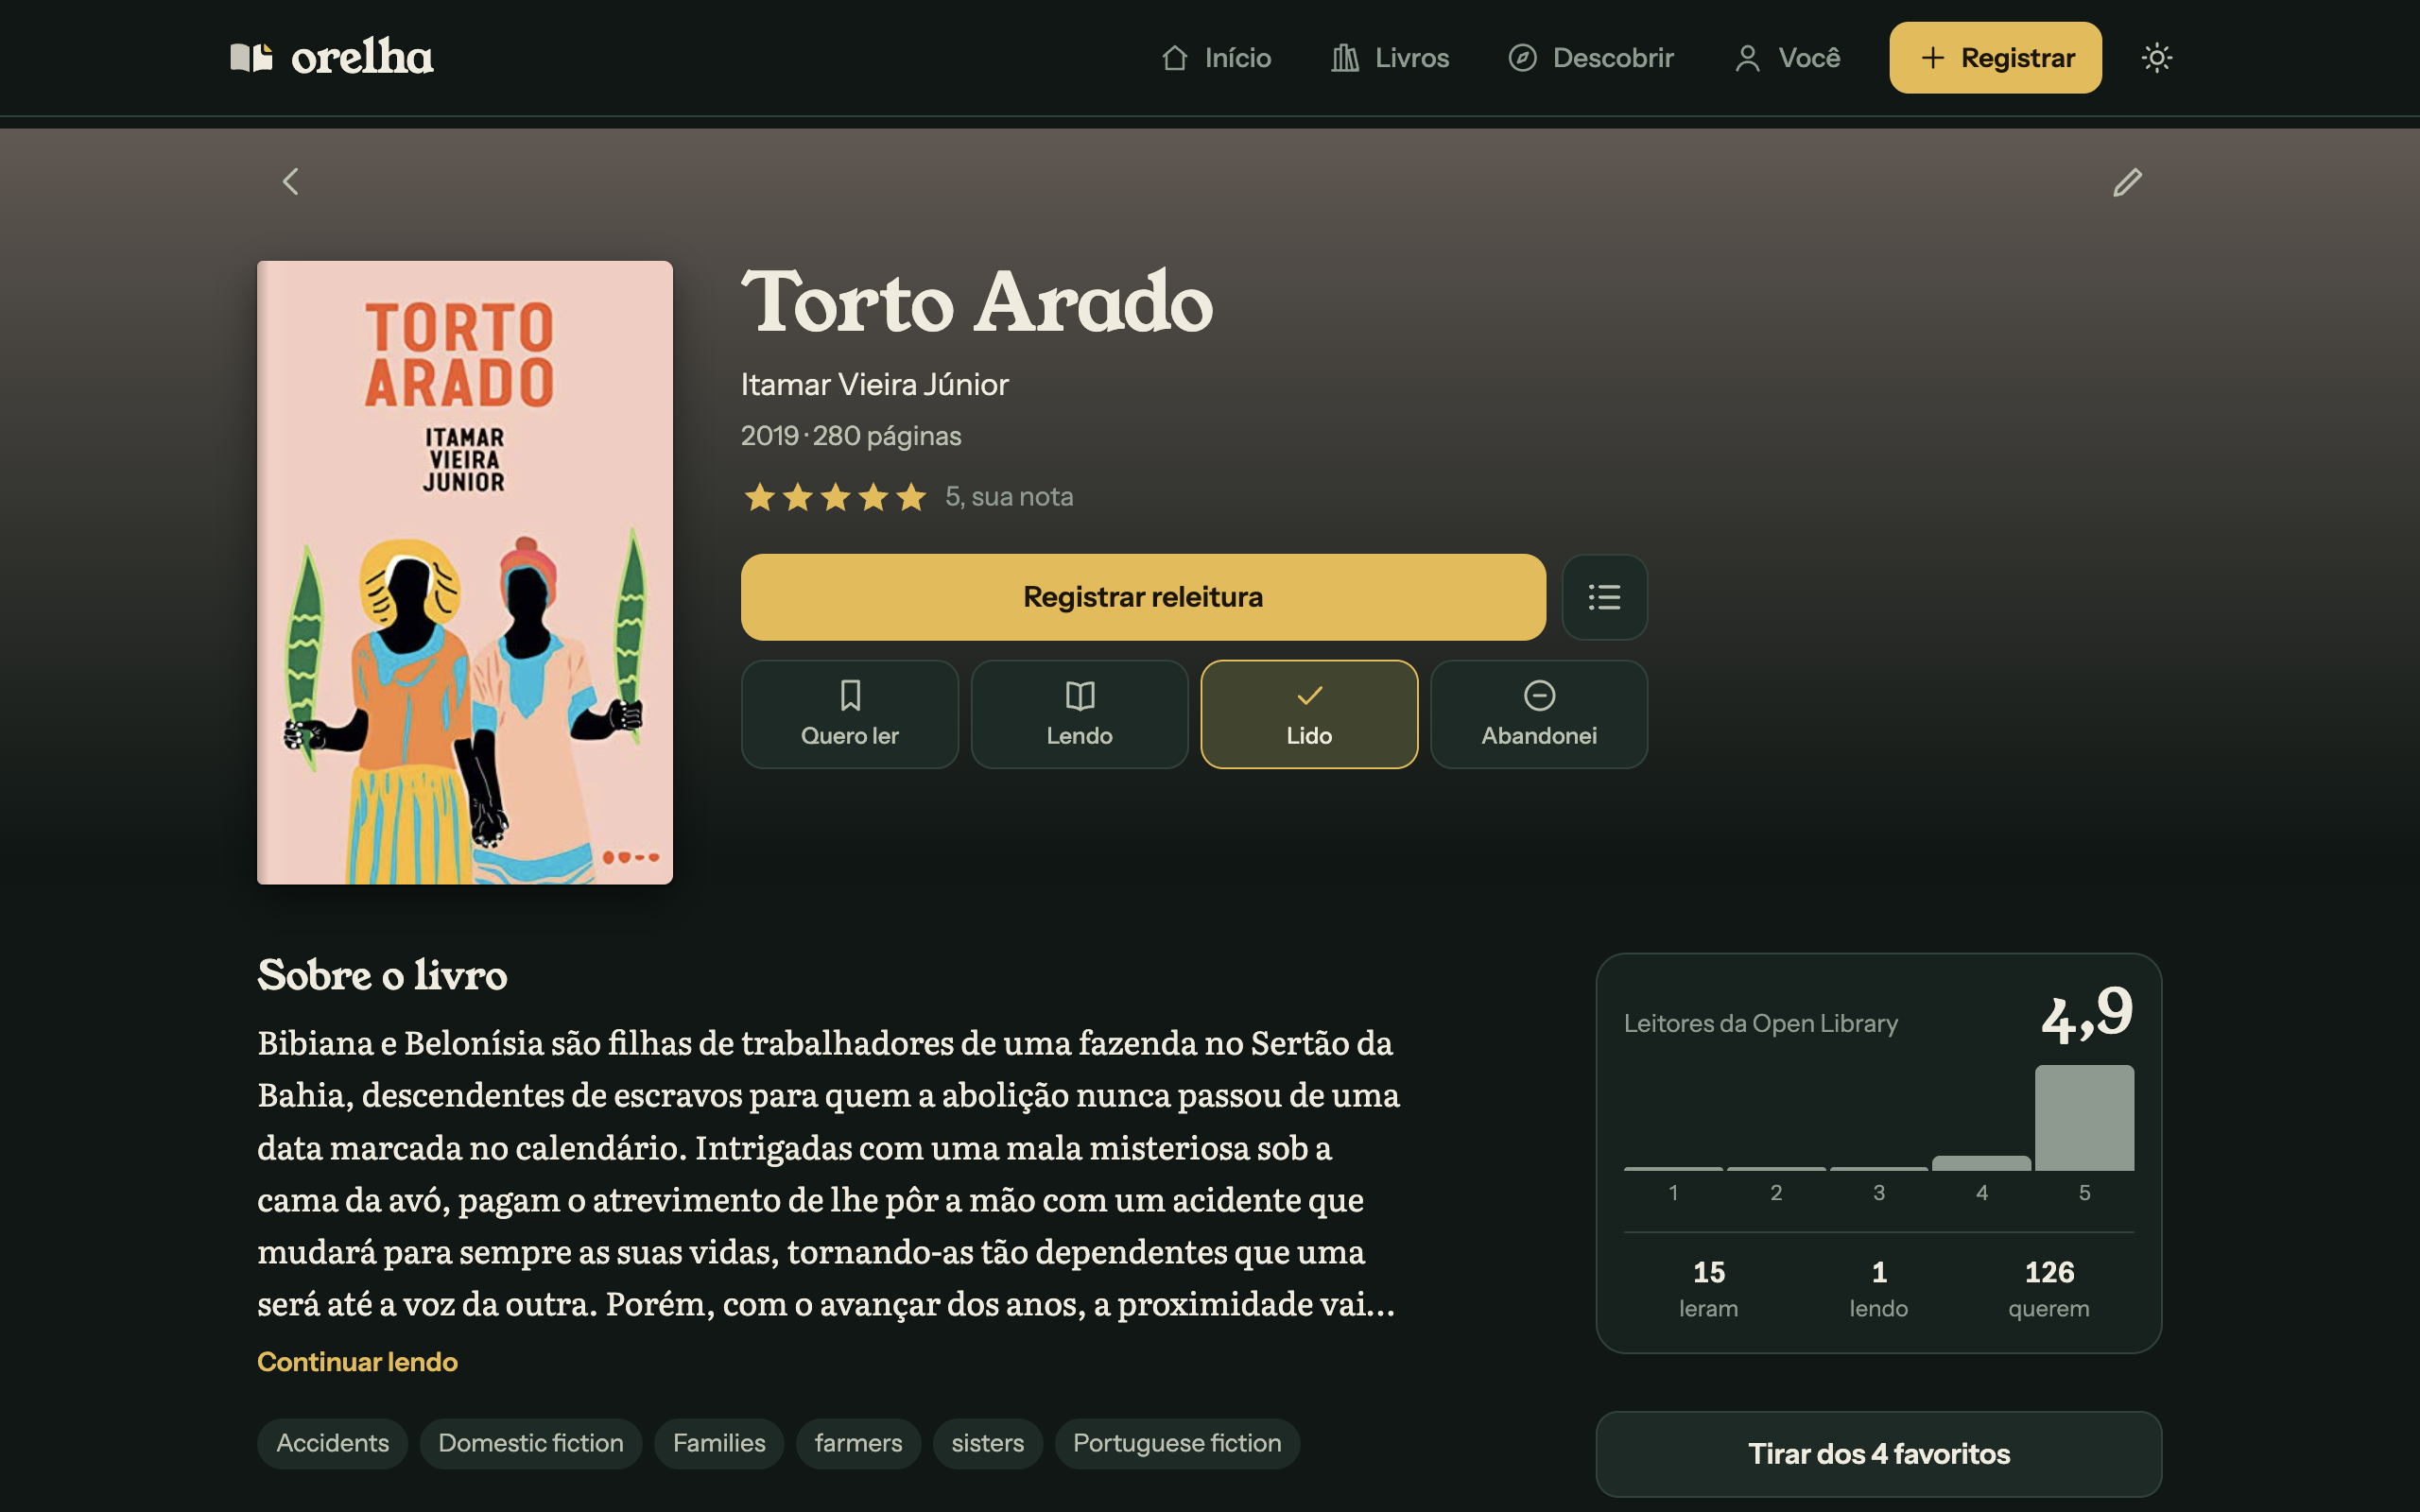 orelha
Início
Livros
Descobrir
Você
Registrar
TORTO
ARADO
ITAMAR
VIEIRA
JUNIOR
Torto Arado
Itamar Vieira Júnior
2019 · 280 páginas
5, sua nota
Registrar releitura
Quero ler
Lendo
Lido
Abandonei
Sobre o livro
Bibiana e Belonísia são filhas de trabalhadores de uma fazenda no Sertão da
Bahia, descendentes de escravos para quem a abolição nunca passou de uma
data marcada no calendário. Intrigadas com uma mala misteriosa sob a
cama da avó, pagam o atrevimento de lhe pôr a mão com um acidente que
mudará para sempre as suas vidas, tornando-as tão dependentes que uma
será até a voz da outra. Porém, com o avançar dos anos, a proximidade vai...
Continuar lendo
Accidents
Domestic fiction
Families
farmers
sisters
Portuguese fiction
Leitores da Open Library
4,9
1 2 3 4 5
15 1 126
leram lendo querem
Tirar dos 4 favoritos